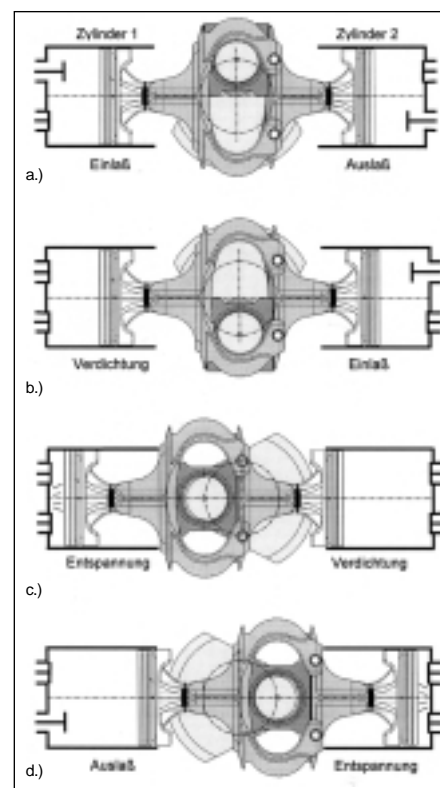 Zylinder 1 Zylinder 2
Einlaß Auslaß
a.)
Verdichtung Einlaß
b.)
Entspannung Verdichtung
c.)
Auslaß Entspannung
d.)